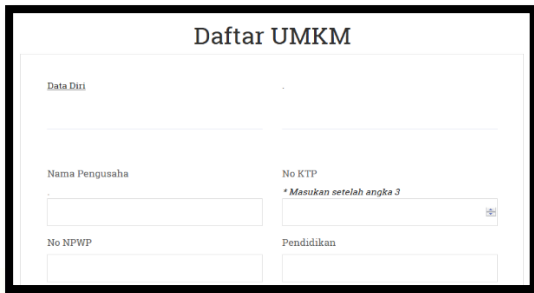 Daftar UMKM
Data Diri
.
Nama Pengusaha
.
No KTP
* Masukan setelah angka 3
No NPWP
Pendidikan